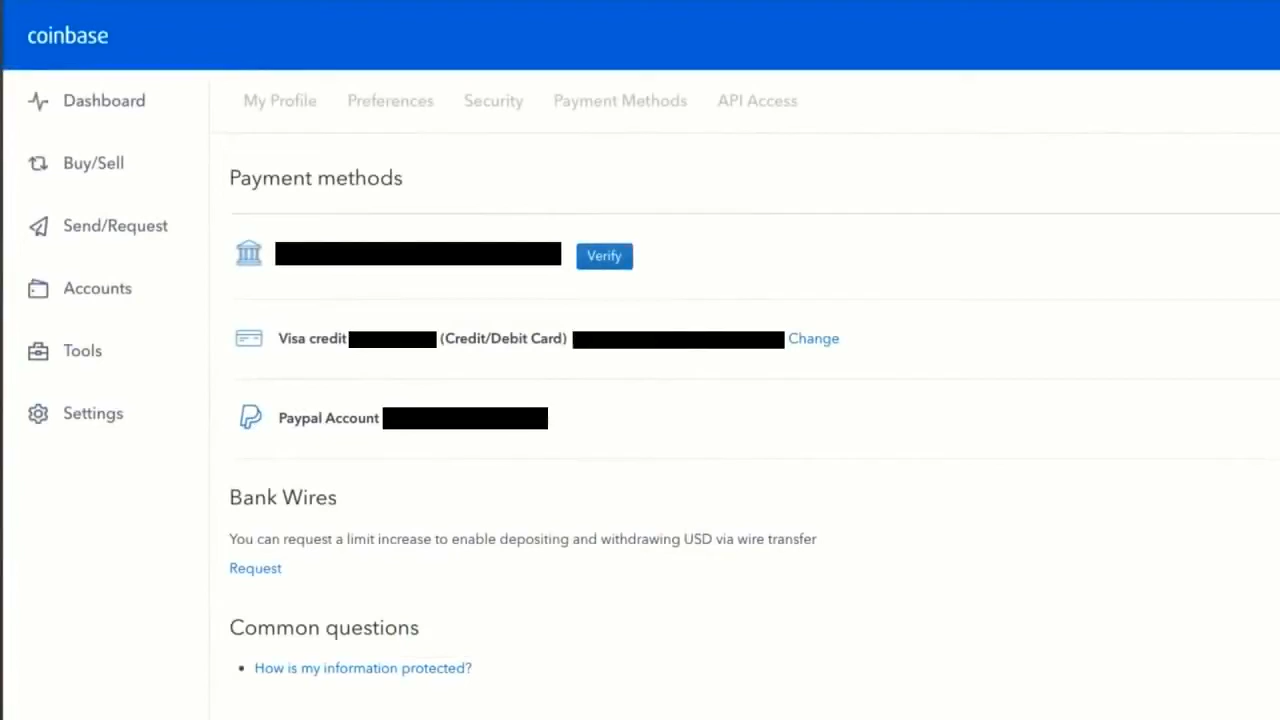 coinbase
Dashboard
Buy/Sell
Send/Request
Accounts
Tools
Settings
My Profile Preferences Security Payment Methods API Access
Payment methods
Verify
Visa credit (Credit/Debit Card) Change
Paypal Account
Bank Wires
You can request a limit increase to enable depositing and withdrawing USD via wire transfer
Request
Common questions
• How is my information protected?